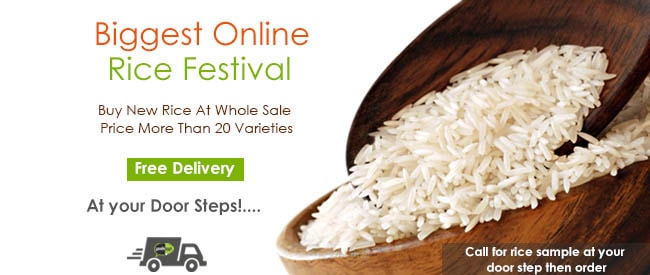 Biggest Online
Rice Festival
Buy New Rice At Whole Sale
Price More Than 20 Varieties
Free Delivery
At your Door Steps!....
Call for rice sample at your
door step then order